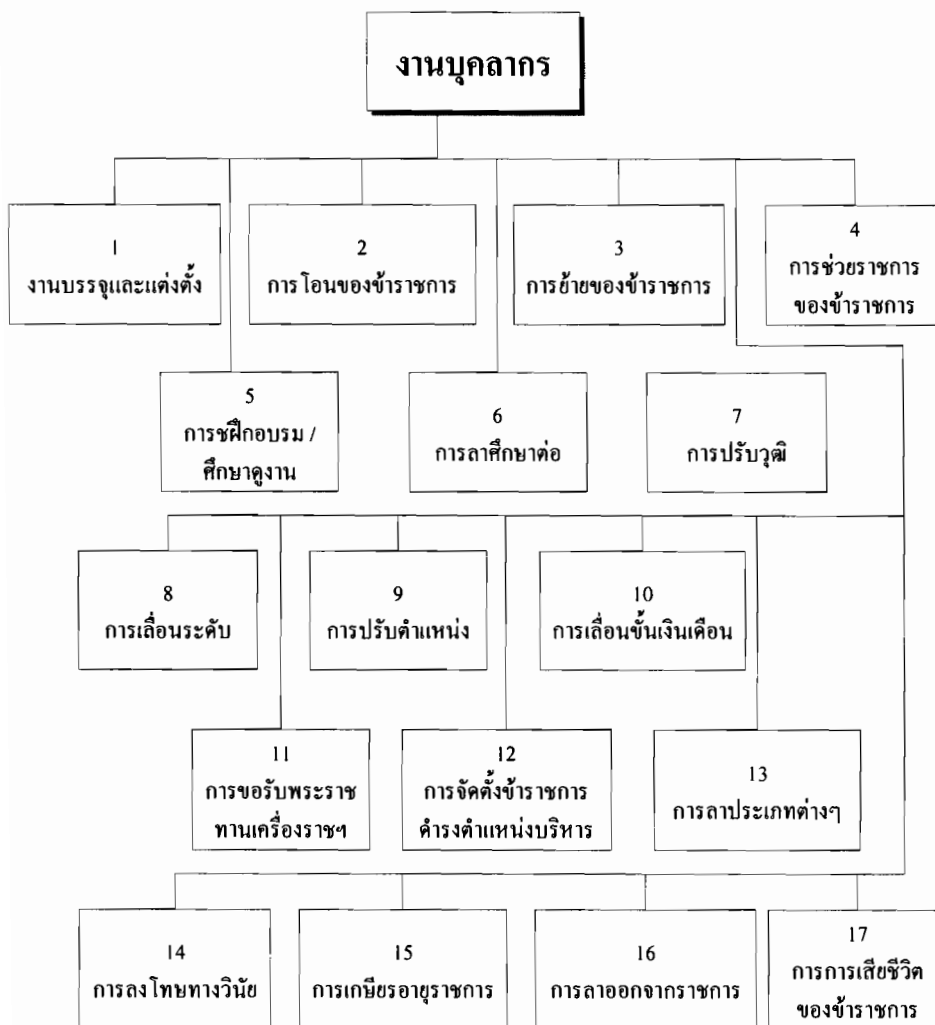 งานบุคลากร
1
งานบรรจุและแต่งตั้ง
2
การโอนของข้าราชการ
3
การย้ายของข้าราชการ
4
การช่วยราชการ
ของข้าราชการ
5
การชฝึกอบรม /
ศึกษาดูงาน
6
การลาศึกษาต่อ
7
การปรับวุฒิ
8
การเลื่อนระดับ
9
การปรับตำแหน่ง
10
การเลื่อนขั้นเงินเดือน
11
การขอรับพระราช
ทานเครื่องราชฯ
12
การจัดตั้งข้าราชการ
ดำรงตำแหน่งบริหาร
13
การลาประเภทต่างๆ
14
การลงโทษทางวินัย
15
การเกษียรอายุราชการ
16
การลาออกจากราชการ
17
การการเสียชีวิต
ของข้าราชการ